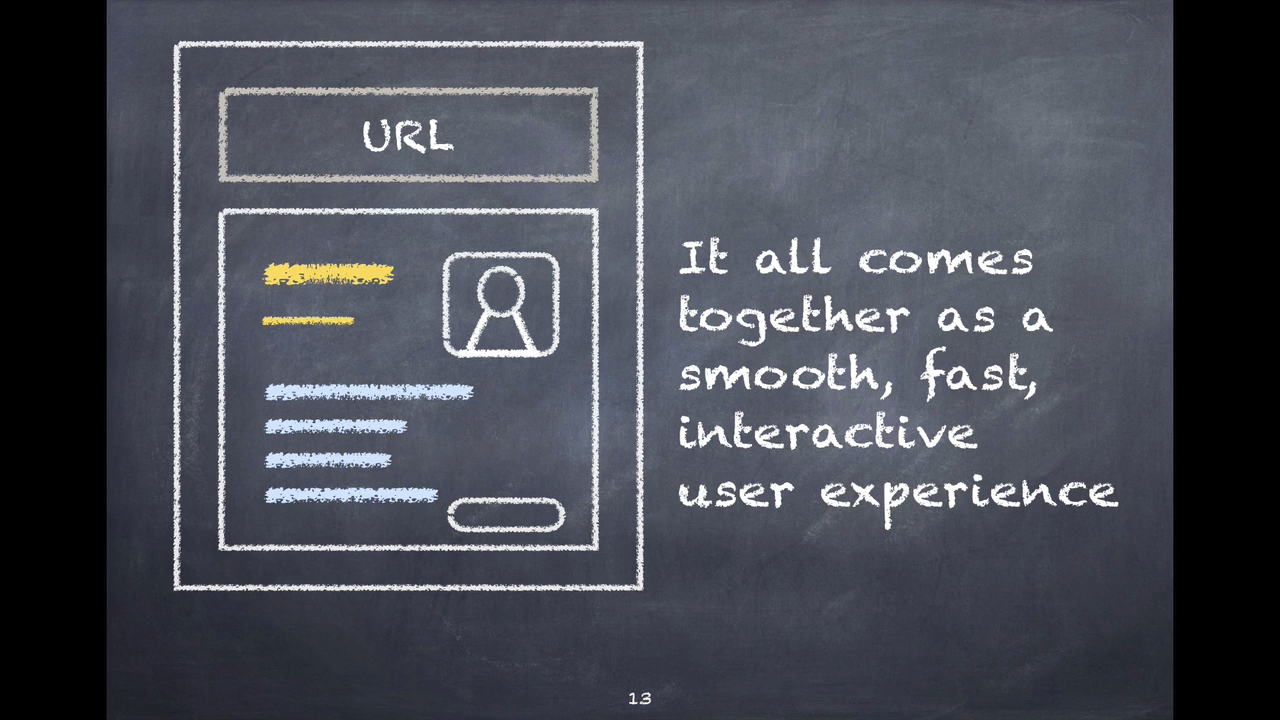 URL
It all comes
together as a
smooth, fast,
interactive
user experience
13